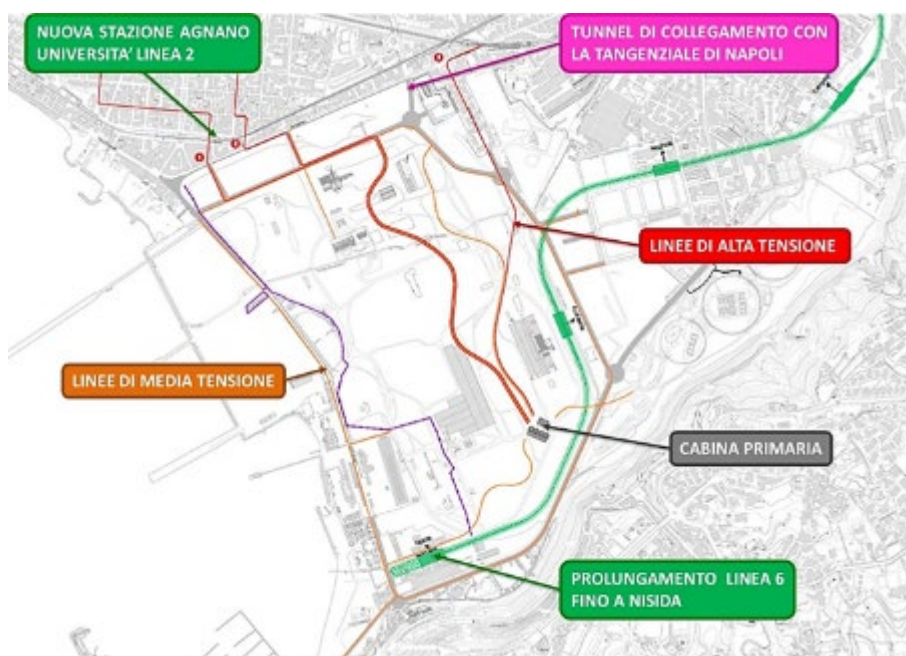 NUOVA STAZIONE AGNANO
UNIVERSITA' LINEA 2
TUNNEL DI COLLEGAMENTO CON
LA TANGENZIALE DI NAPOLI
LINEE DI ALTA TENSIONE
LINEE DI MEDIA TENSIONE
CABINA PRIMARIA
PROLUNGAMENTO LINEA 6
FINO A NISIDA